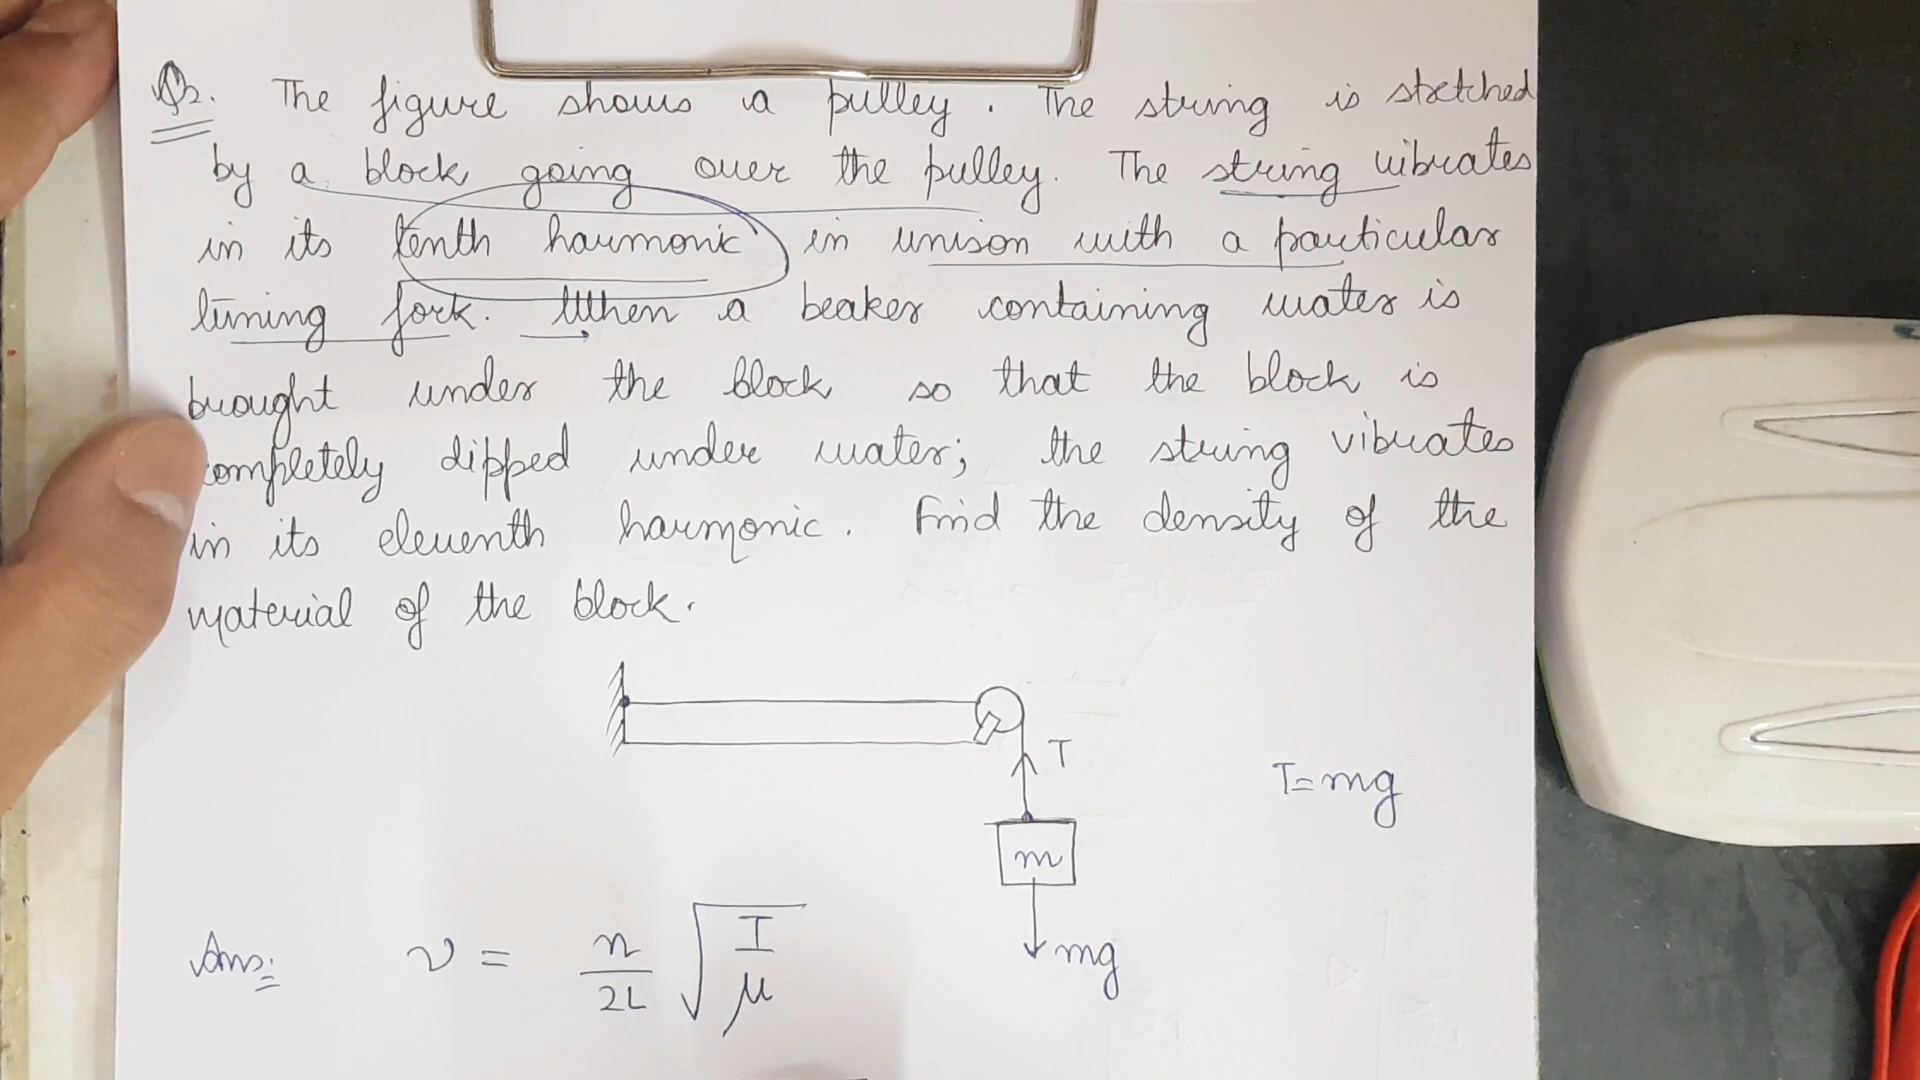 Q2. The figure shows a pulley. The string is stretched
by a block going over the pulley. The string vibrates
in its tenth harmonic in unison with a particular
tuning fork. When a beaker containing water is
brought under the block so that the block is
completely dipped under water; the string vibrates
in its eleventh harmonic. Find the density of the
material of the block.
T
T=mg
m
mg
Ans: ν = n/2L √T/μ